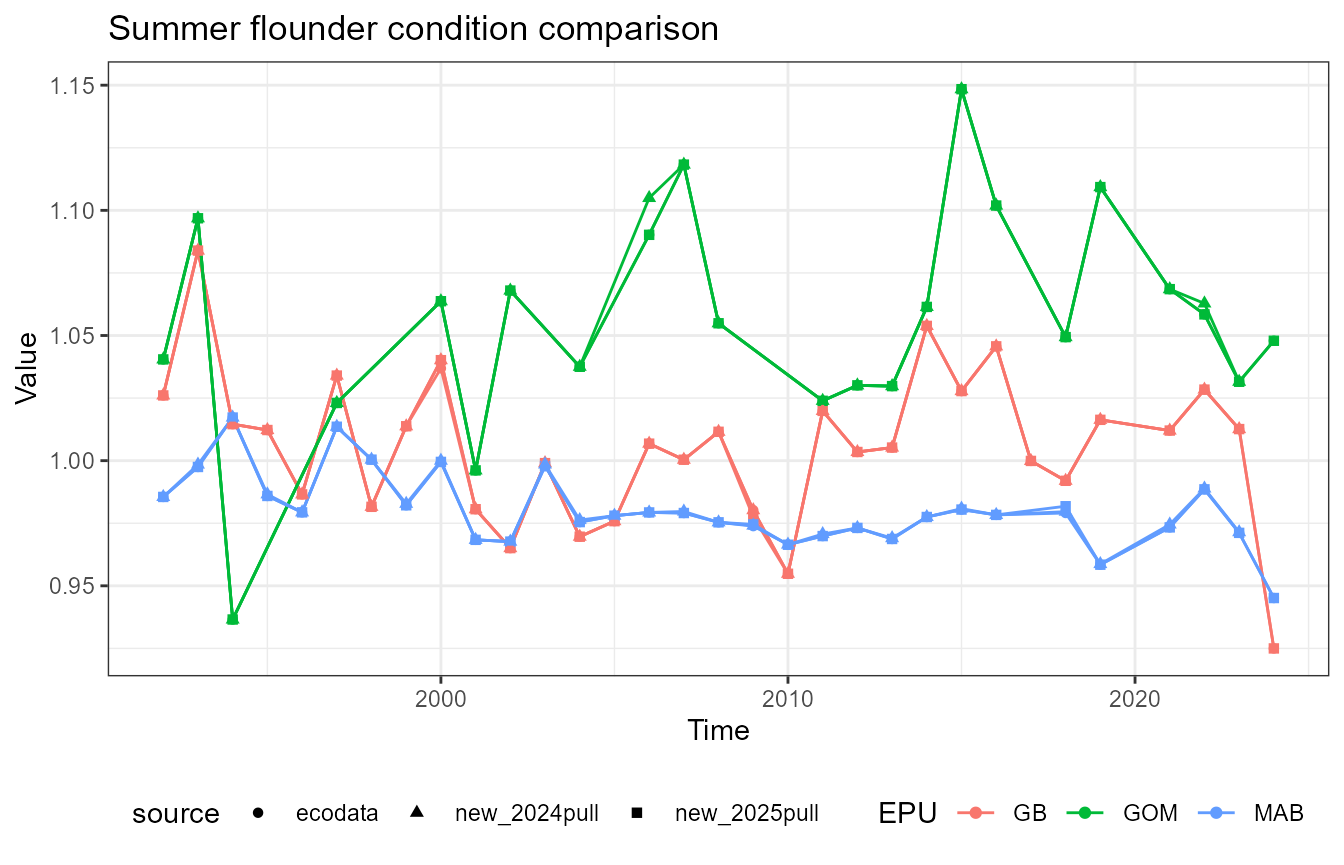 Summer flounder condition comparison
Value
1.15
1.10
1.05
1.00
0.95
2000 2010 2020
Time
source ecodata new_2024pull new_2025pull EPU GB GOM MAB